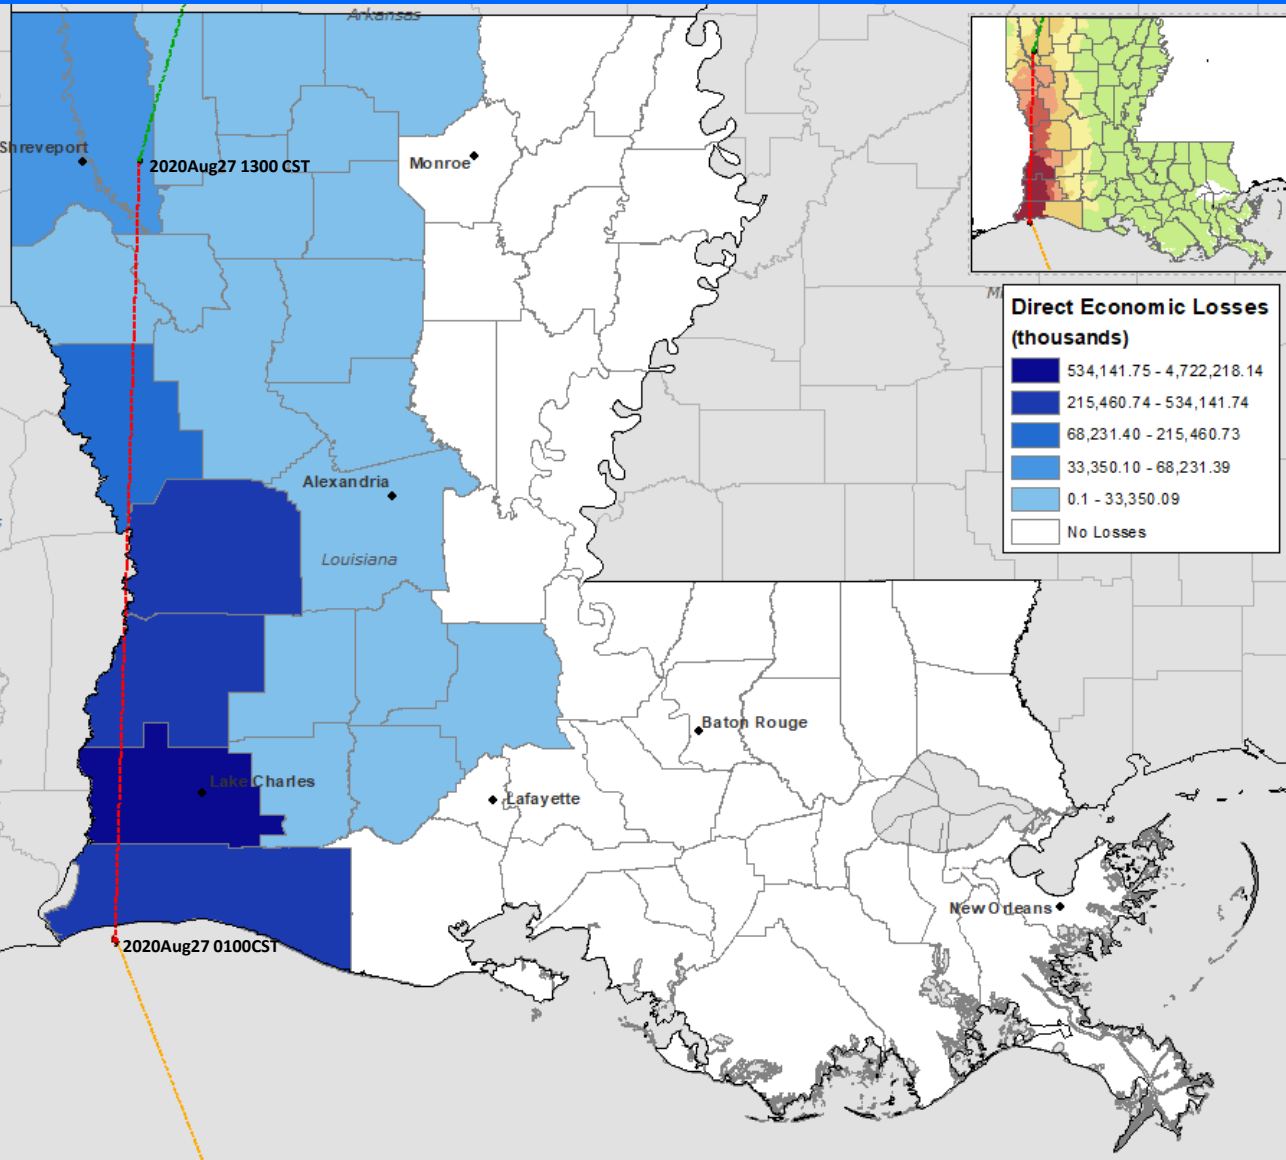 Arkansas
Shreveport
2020Aug27 1300 CST
Monroe
Direct Economic Losses
(thousands)
534,141.75 - 4,722,218.14
215,460.74 - 534,141.74
68,231.40 - 215,460.73
33,350.10 - 68,231.39
0.1 - 33,350.09
No Losses
Alexandria
Louisiana
Baton Rouge
Lake Charles
Lafayette
New Orleans
2020Aug27 0100CST